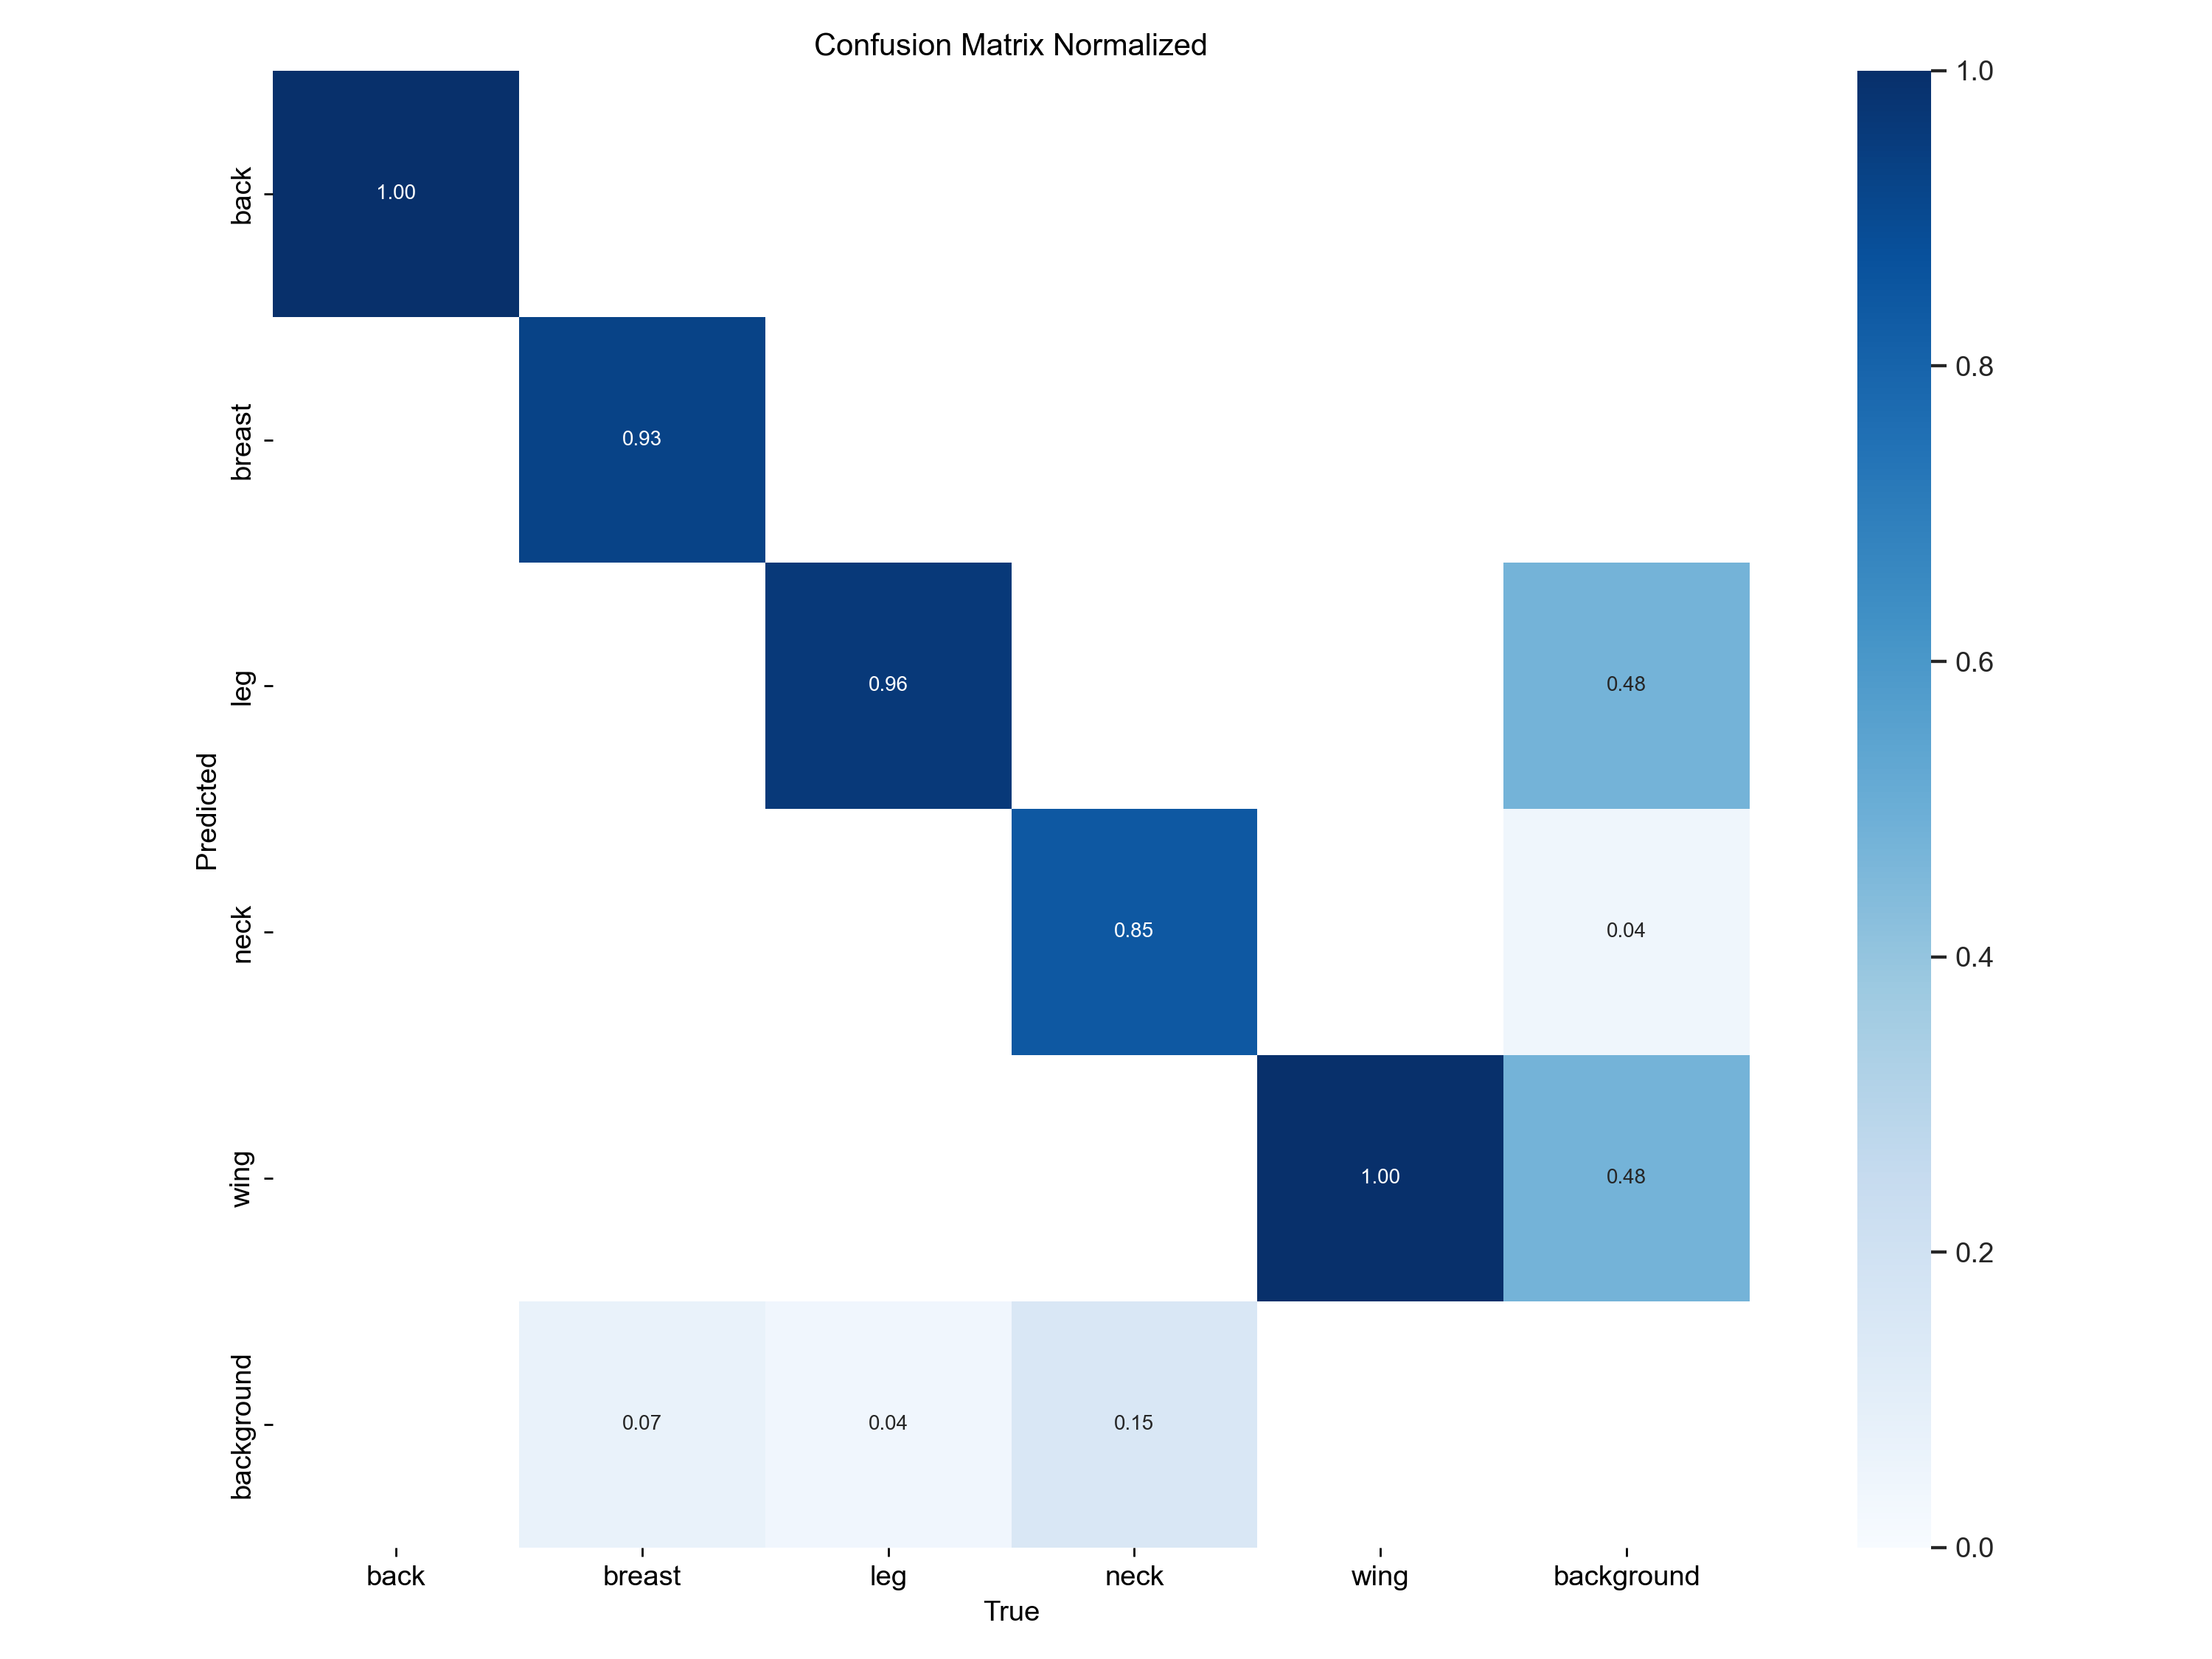 Confusion Matrix Normalized
1.0
back
1.00
breast
0.93
0.8
leg
0.96
0.48
0.6
Predicted
neck
0.85
0.04
0.4
wing
1.00
0.48
0.2
background
0.07
0.04
0.15
0.0
back breast leg neck wing background
True